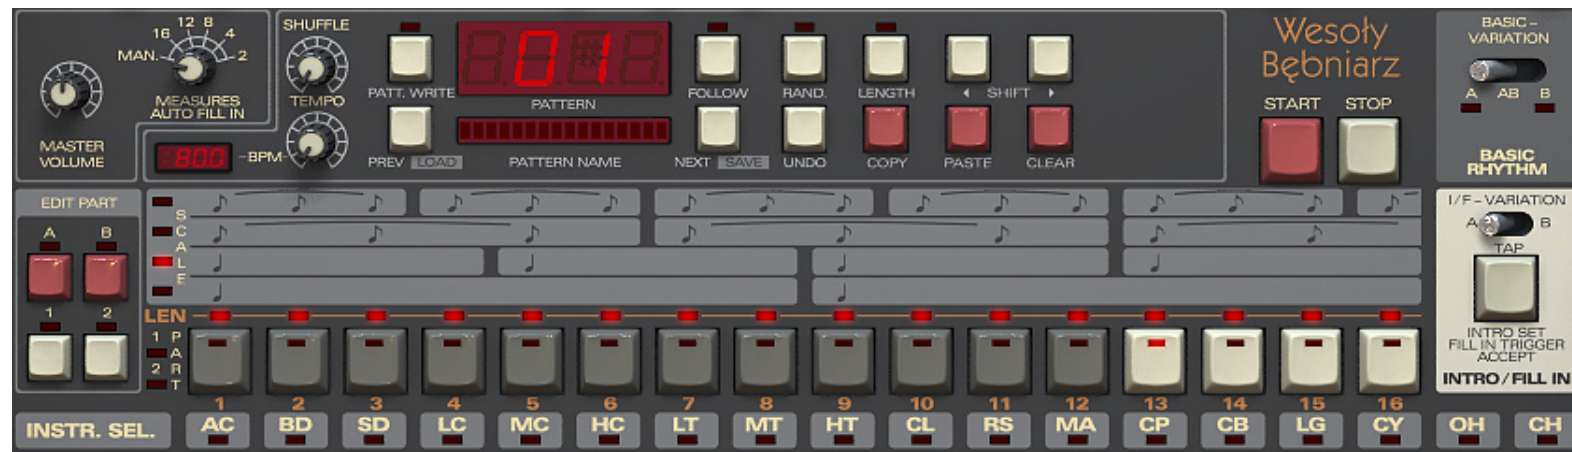 12 8
16 4
MAN. 2
MEASURES
AUTO FILL IN
MASTER
VOLUME
SHUFFLE
TEMPO
800
-BPM-
PATT. WRITE
01
PATTERN
FOLLOW
RAND.
LENGTH
SHIFT
PREV LOAD
PATTERN NAME
NEXT SAVE
UNDO
COPY
PASTE
CLEAR
Wesoły
Bębniarz
START STOP
BASIC-
VARIATION
A AB B
BASIC
RHYTHM
EDIT PART
A B
1 2
SCALE
LEN
1 2
PART
I/F-VARIATION
A B
TAP
INTRO SET
FILL IN TRIGGER
ACCEPT
INTRO/FILL IN
1 2 3 4 5 6 7 8 9 10 11 12 13 14 15 16
INSTR. SEL. AC BD SD LC MC HC LT MT HT CL RS MA CP CB LG CY OH CH